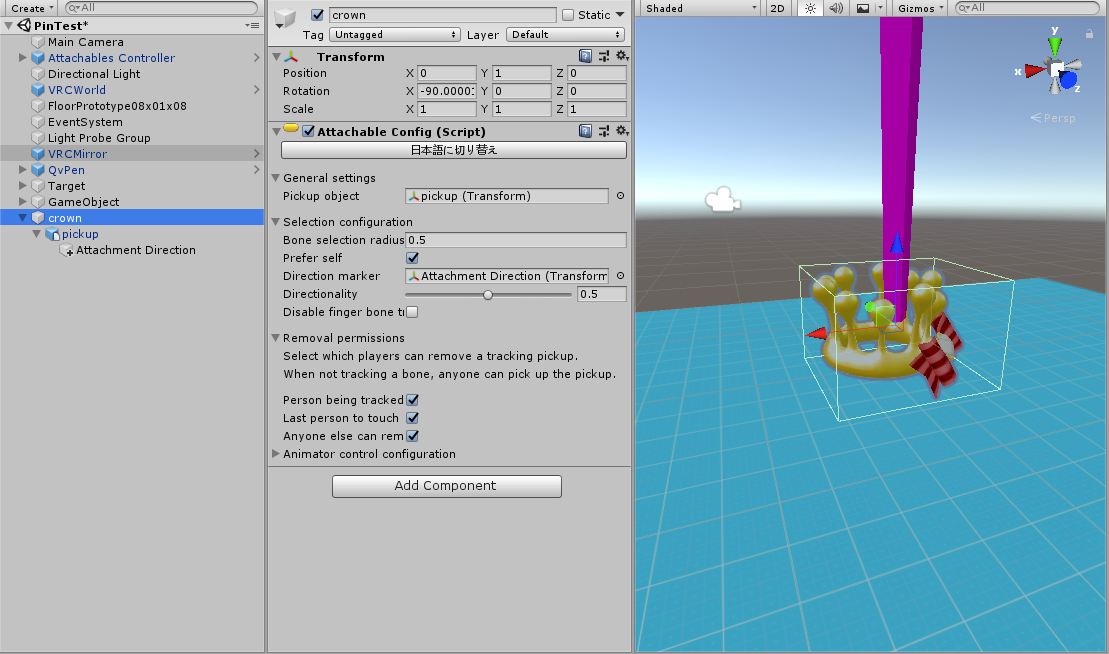 Create
All
PinTest*
Main Camera
Attachables Controller
Directional Light
VRCWorld
FloorPrototype08x01x08
EventSystem
Light Probe Group
VRCMirror
QvPen
Target
GameObject
crown
pickup
Attachment Direction
crown
Static
Tag Untagged Layer Default
Transform
Position X 0 Y 1 Z 0
Rotation X -90.00001 Y 0 Z 0
Scale X 1 Y 1 Z 1
Attachable Config (Script)
日本語に切り替え
General settings
Pickup object pickup (Transform)
Selection configuration
Bone selection radius 0.5
Prefer self
Direction marker Attachment Direction (Transform
Directionality 0.5
Disable finger bone t
Removal permissions
Select which players can remove a tracking pickup.
When not tracking a bone, anyone can pick up the pickup.
Person being tracked
Last person to touch
Anyone else can rem
Animator control configuration
Add Component
Shaded 2D Gizmos All
y
x
z
Persp